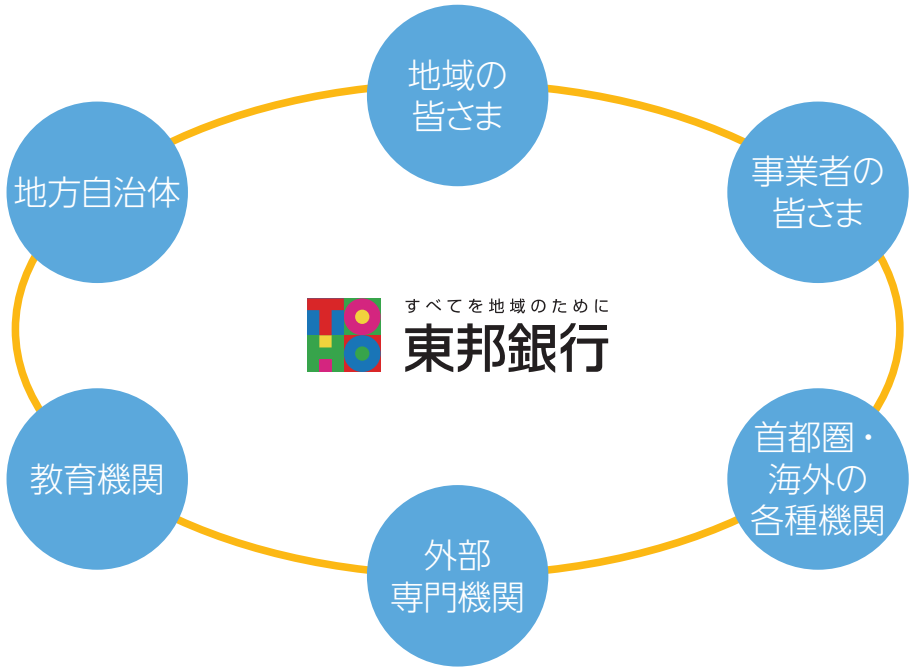 地域の
皆さま
事業者の
皆さま
首都圏・
海外の
各種機関
外部
専門機関
教育機関
地方自治体
TOHO
すべてを地域のために
東邦銀行